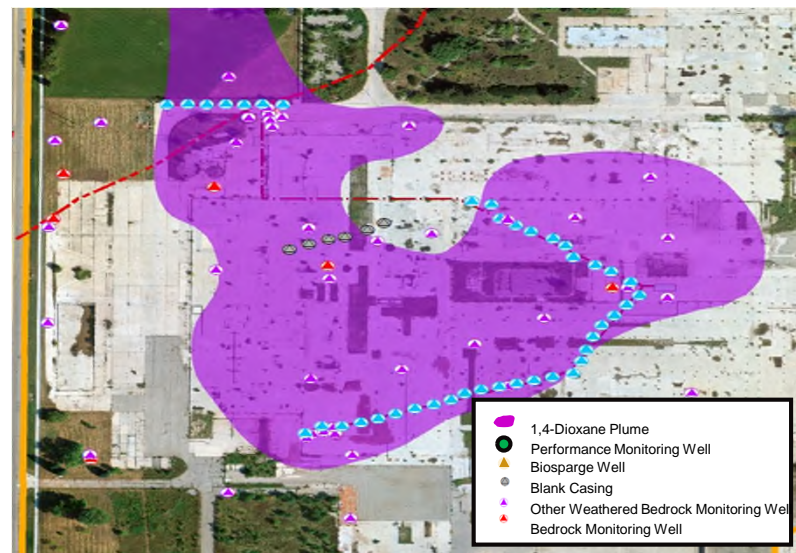 1,4-Dioxane Plume
Performance Monitoring Well
Biosparge Well
Blank Casing
Other Weathered Bedrock Monitoring Wel
Bedrock Monitoring Well